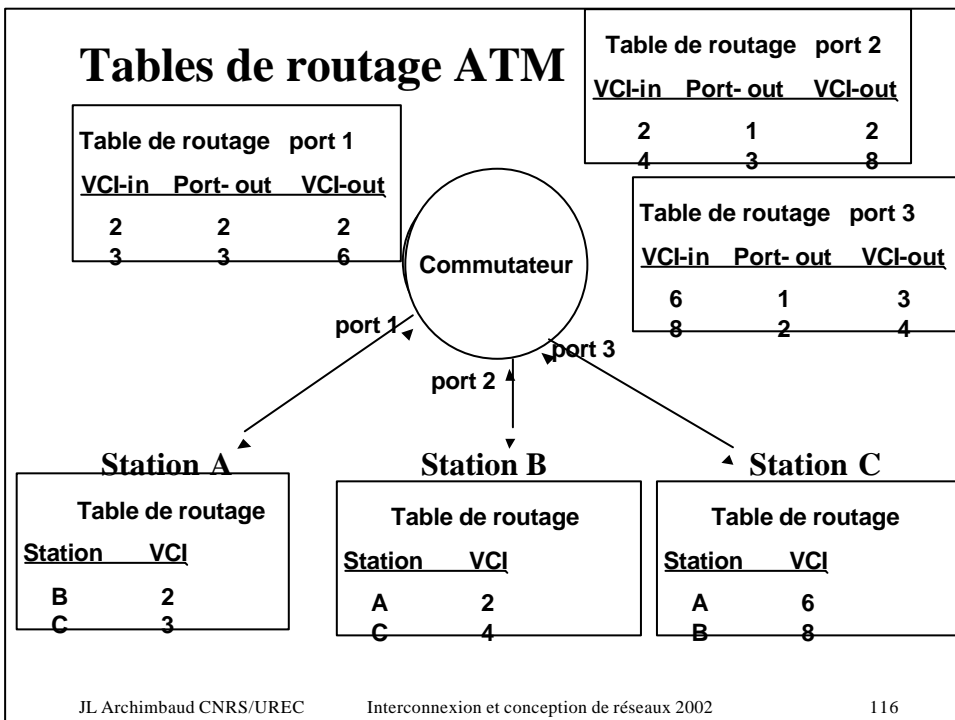 Tables de routage ATM
Table de routage port 1
VCI-in Port- out VCI-out
2 2 2
3 3 6
Table de routage port 2
VCI-in Port- out VCI-out
2 1 2
4 3 8
Table de routage port 3
VCI-in Port- out VCI-out
6 1 3
8 2 4
Commutateur
port 1
port 2
port 3
Station A
Table de routage
Station VCI
B 2
C 3
Station B
Table de routage
Station VCI
A 2
C 4
Station C
Table de routage
Station VCI
A 6
B 8
JL Archimbaud CNRS/UREC Interconnexion et conception de réseaux 2002 116